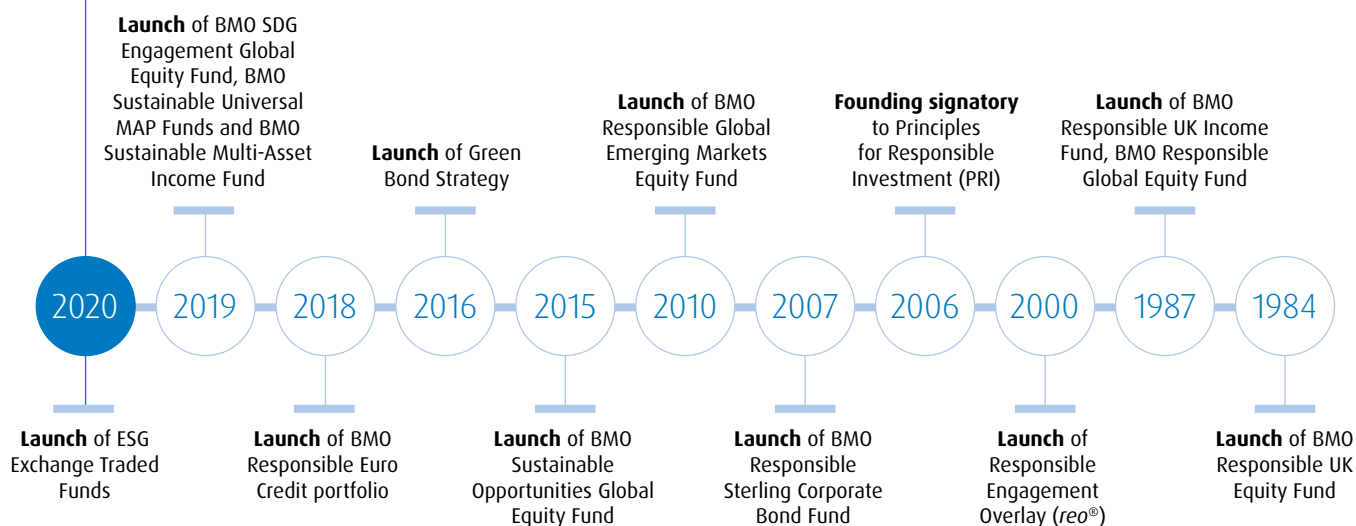 Launch of BMO SDG
Engagement Global
Equity Fund, BMO
Sustainable Universal
MAP Funds and BMO
Sustainable Multi-Asset
Income Fund
Launch of Green
Bond Strategy
Launch of BMO
Responsible Global
Emerging Markets
Equity Fund
Founding signatory
to Principles
for Responsible
Investment (PRI)
Launch of BMO
Responsible UK Income
Fund, BMO Responsible
Global Equity Fund
2020
2019
2018
2016
2015
2010
2007
2006
2000
1987
1984
Launch of ESG
Exchange Traded
Funds
Launch of BMO
Responsible Euro
Credit portfolio
Launch of BMO
Sustainable
Opportunities Global
Equity Fund
Launch of BMO
Responsible
Sterling Corporate
Bond Fund
Launch of
Responsible
Engagement
Overlay (reo®)
Launch of BMO
Responsible UK
Equity Fund